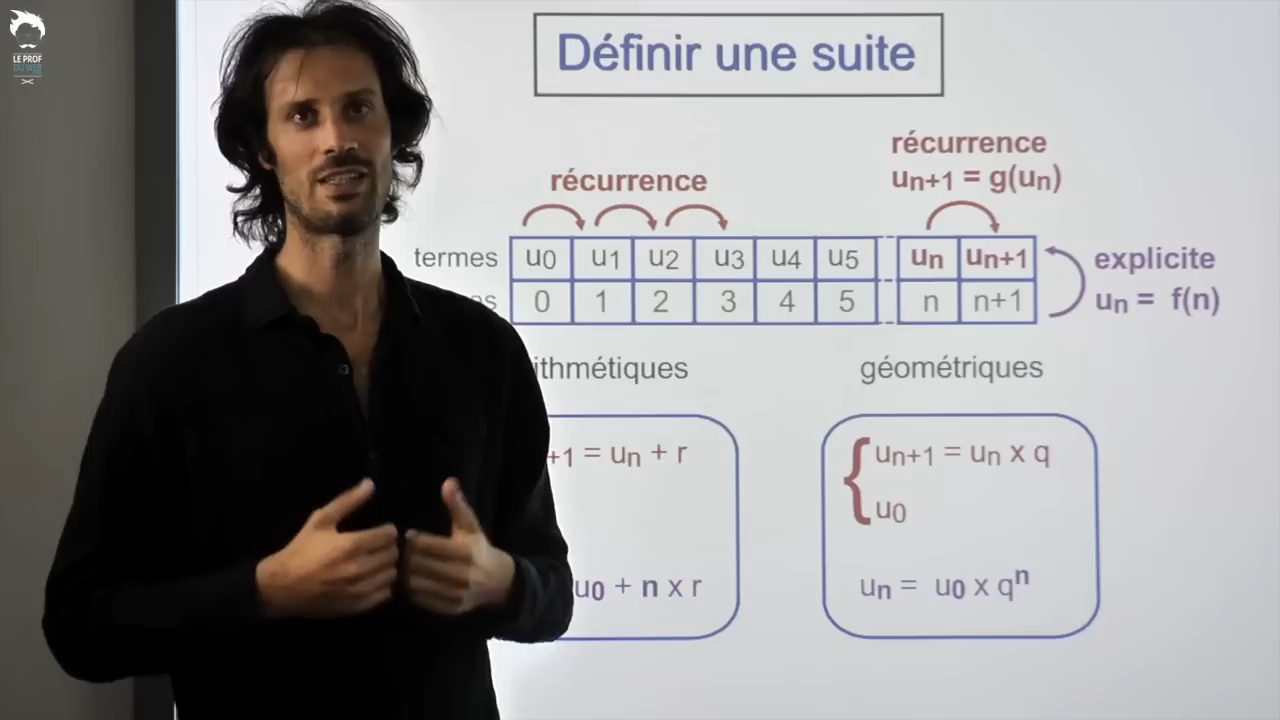 LE PROF
DU WEB
Définir une suite
récurrence
récurrence
un+1 = g(un)
termes u0 u1 u2 u3 u4 u5 un un+1
0 1 2 3 4 5 n n+1
explicite
un = f(n)
géométriques
+1 = un + r
un+1 = un x q
u0
u0 + n x r
un = u0 x qⁿ